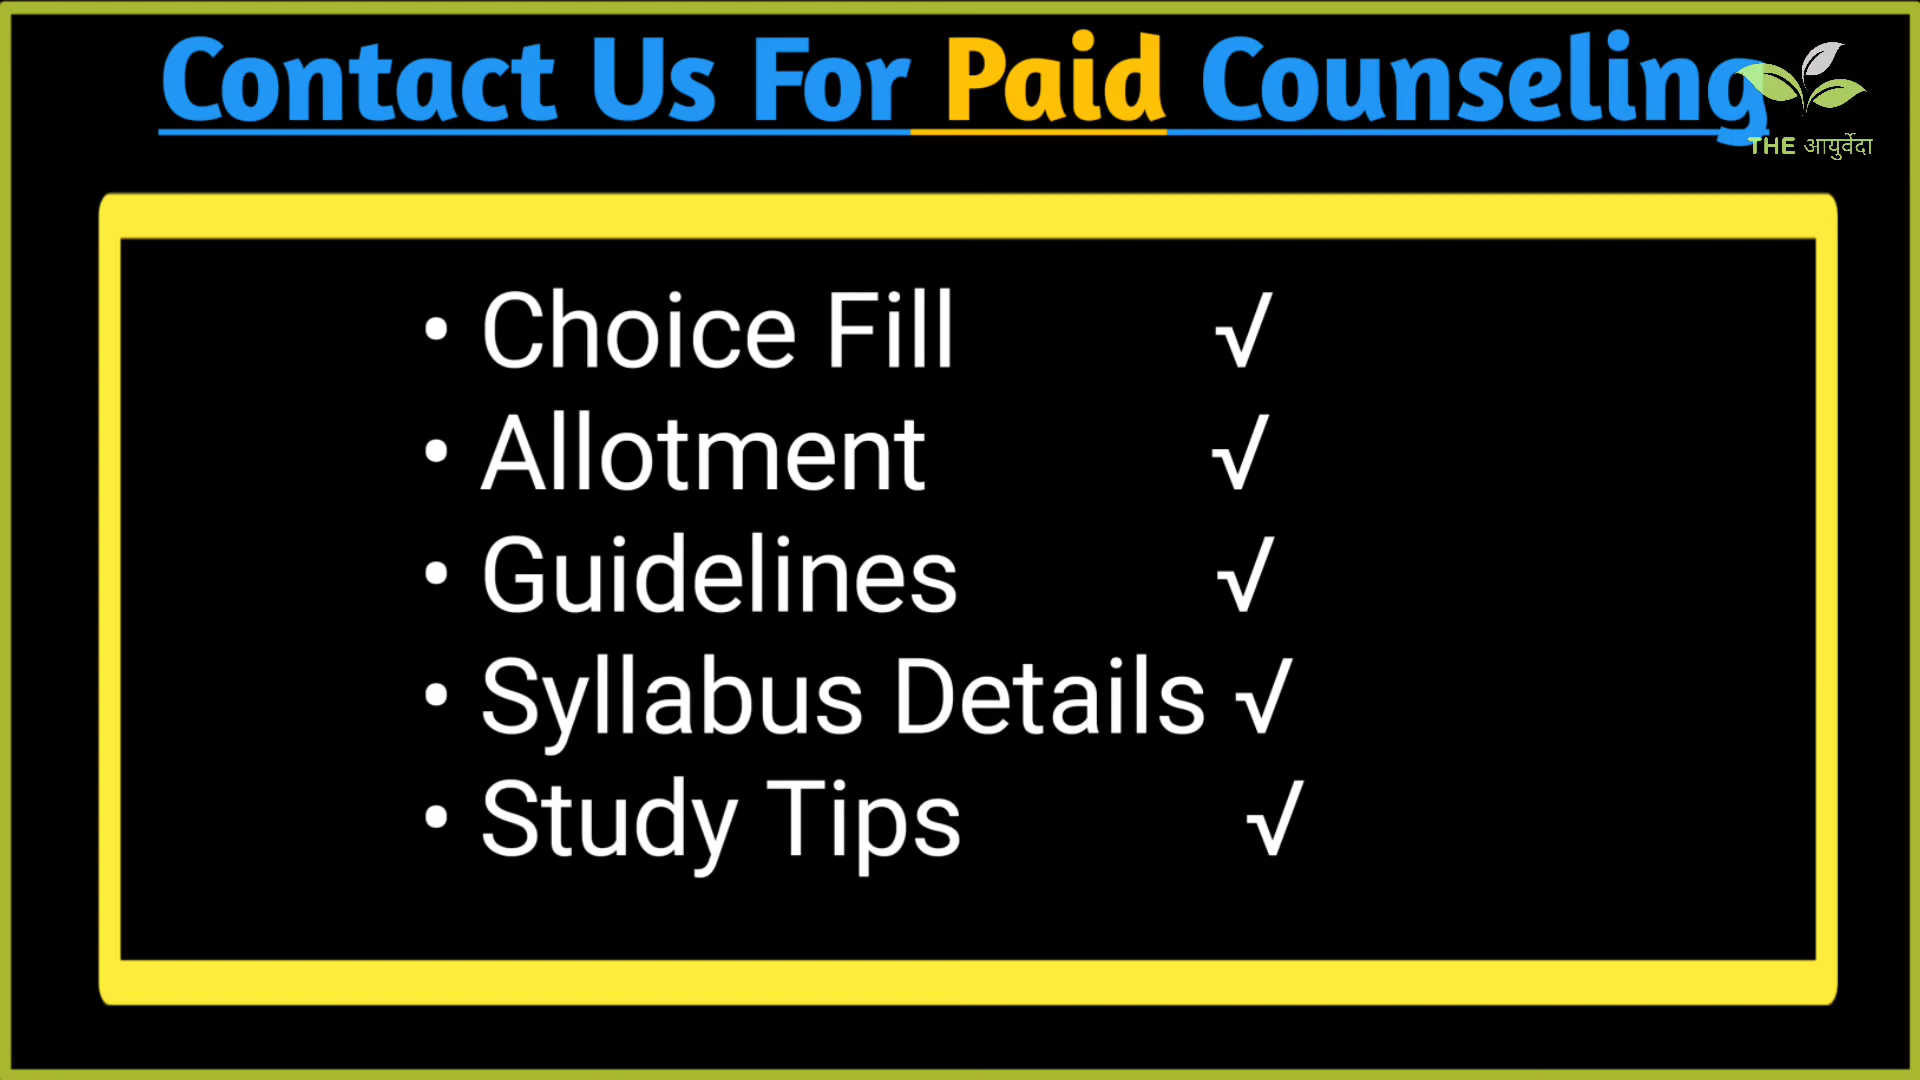 Contact Us For Paid Counseling
THE आयुर्वेदा
• Choice Fill √
• Allotment √
• Guidelines √
• Syllabus Details √
• Study Tips √